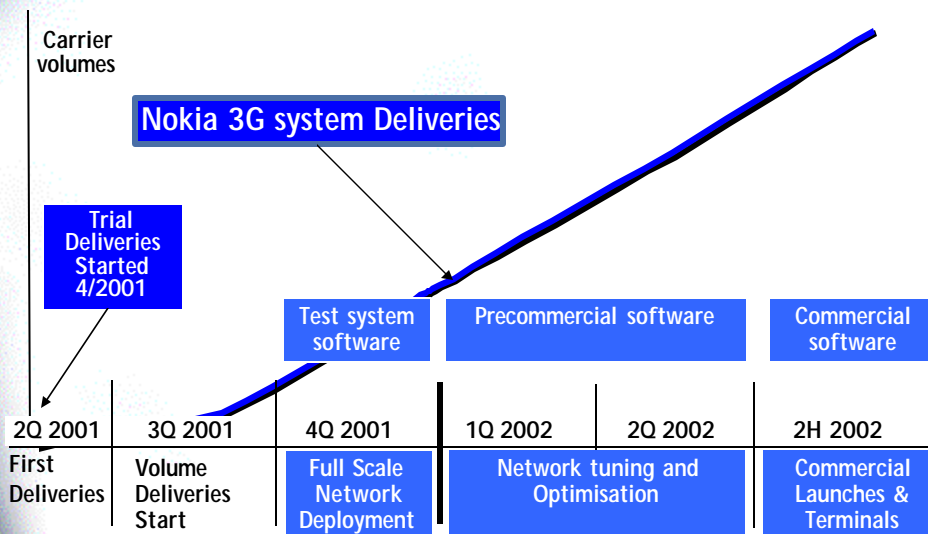 Carrier
volumes
Nokia 3G system Deliveries
Trial
Deliveries
Started
4/2001
Test system
software
Precommercial software
Commercial
software
2Q 2001
3Q 2001
4Q 2001
1Q 2002
2Q 2002
2H 2002
First
Deliveries
Volume
Deliveries
Start
Full Scale
Network
Deployment
Network tuning and
Optimisation
Commercial
Launches &
Terminals